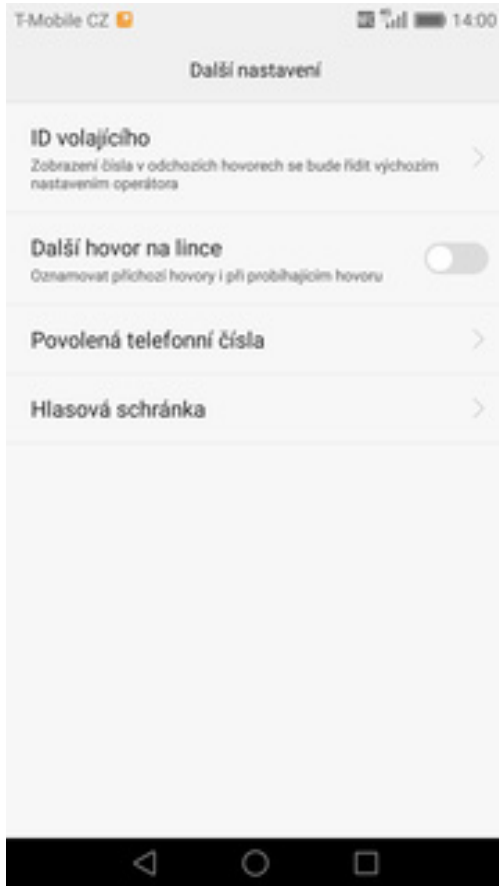 T-Mobile CZ
14:00
Další nastavení
ID volajícího
Zobrazení čísla v odchozích hovorech se bude řídit výchozím
nastavením operátora
Další hovor na lince
Oznamovat příchozí hovory i při probíhajícím hovoru
Povolená telefonní čísla
Hlasová schránka